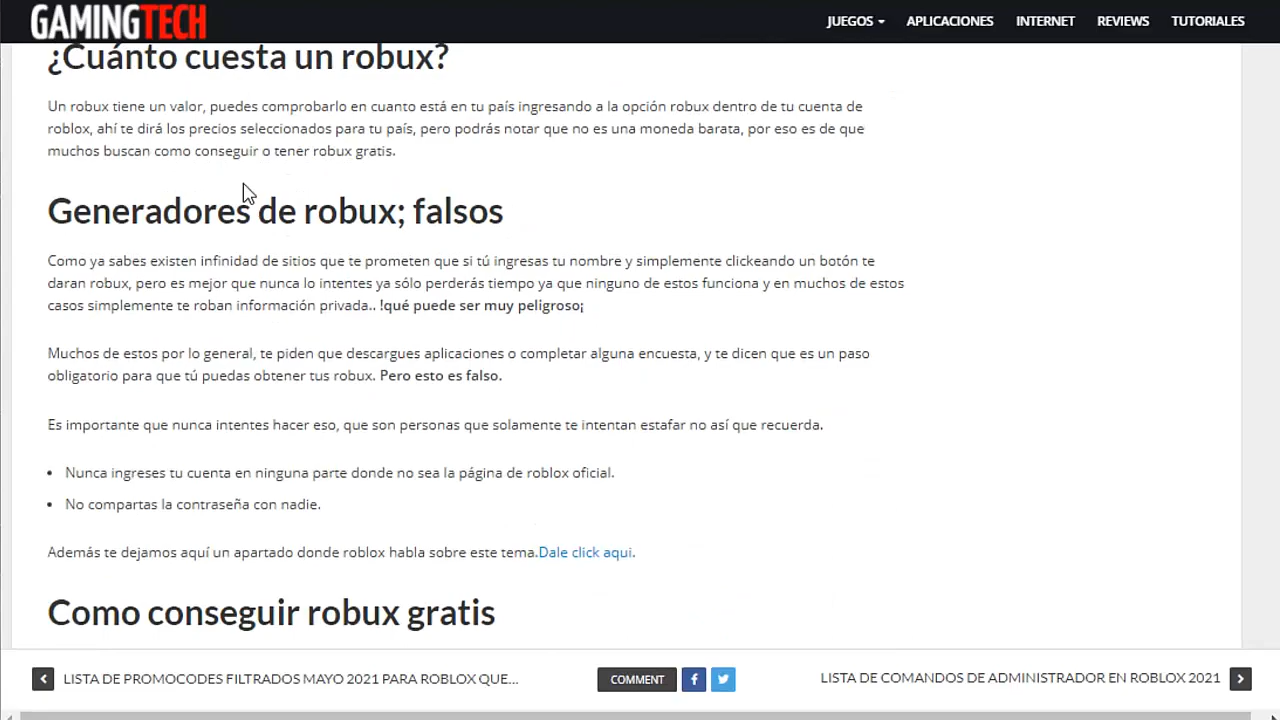 GAMINGTECH
JUEGOS APLICACIONES INTERNET REVIEWS TUTORIALES
¿Cuánto cuesta un robux?
Un robux tiene un valor, puedes comprobarlo en cuanto está en tu país ingresando a la opción robux dentro de tu cuenta de
roblox, ahí te dirá los precios seleccionados para tu país, pero podrás notar que no es una moneda barata, por eso es de que
muchos buscan como conseguir o tener robux gratis.
Generadores de robux; falsos
Como ya sabes existen infinidad de sitios que te prometen que si tú ingresas tu nombre y simplemente clickeando un botón te
daran robux, pero es mejor que nunca lo intentes ya sólo perderás tiempo ya que ninguno de estos funciona y en muchos de estos
casos simplemente te roban información privada.. !qué puede ser muy peligroso¡
Muchos de estos por lo general, te piden que descargues aplicaciones o completar alguna encuesta, y te dicen que es un paso
obligatorio para que tú puedas obtener tus robux. Pero esto es falso.
Es importante que nunca intentes hacer eso, que son personas que solamente te intentan estafar no así que recuerda.
• Nunca ingreses tu cuenta en ninguna parte donde no sea la página de roblox oficial.
• No compartas la contraseña con nadie.
Además te dejamos aquí un apartado donde roblox habla sobre este tema.Dale click aqui.
Como conseguir robux gratis
LISTA DE PROMOCODES FILTRADOS MAYO 2021 PARA ROBLOX QUE...
COMMENT
LISTA DE COMANDOS DE ADMINISTRADOR EN ROBLOX 2021